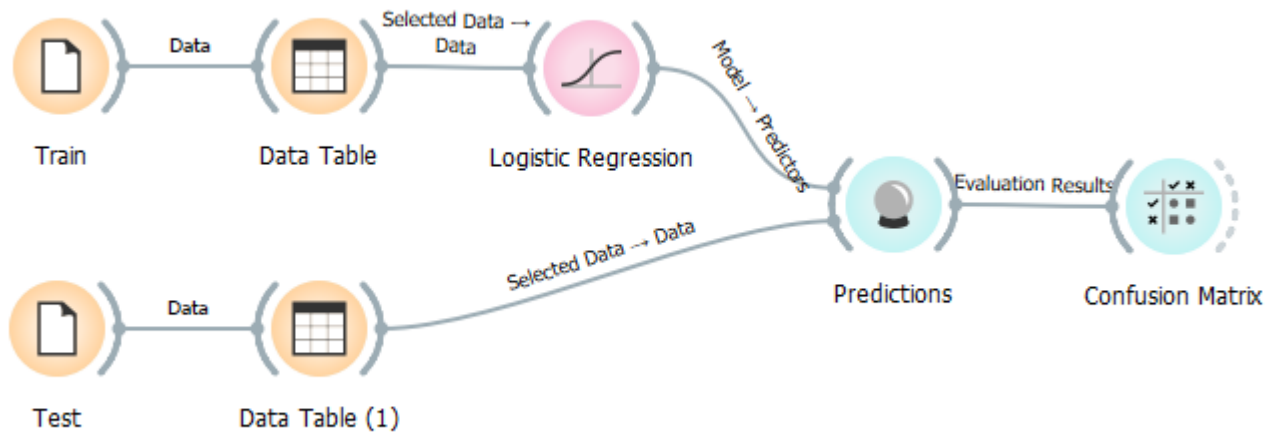 Data
Selected Data →
Data
Model → Predictors
Train
Data Table
Logistic Regression
Evaluation Results
Selected Data → Data
Predictions
Confusion Matrix
Data
Test
Data Table (1)